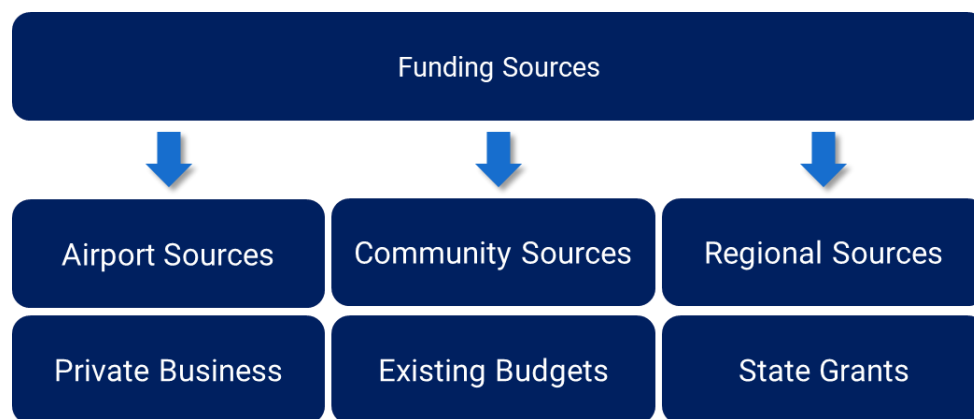 Funding Sources
Airport Sources
Community Sources
Regional Sources
Private Business
Existing Budgets
State Grants